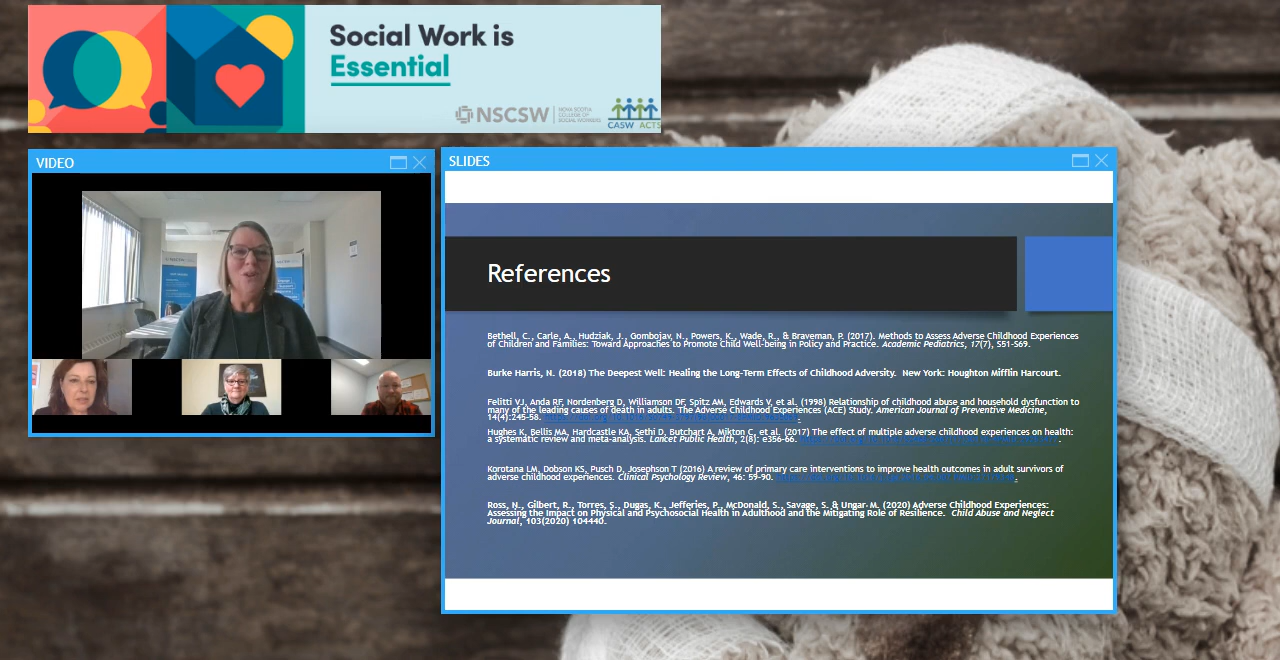 Social Work is
Essential
NSCSW
NOVA SCOTIA
COLLEGE OF
SOCIAL WORKERS
CASW ACTS
VIDEO
SLIDES
References
Bethell, C., Carle, A., Hudziak, J., Gombojav, N., Powers, K., Wade, R., & Braveman, P. (2017). Methods to Assess Adverse Childhood Experiences
of Children and Families: Toward Approaches to Promote Child Well-being in Policy and Practice. Academic Pediatrics, 17(7), S51-S69.
Burke Harris, N. (2018) The Deepest Well: Healing the Long-Term Effects of Childhood Adversity. New York: Houghton Mifflin Harcourt.
Felitti VJ, Anda RF, Nordenberg D, Williamson DF, Spitz AM, Edwards V, et al. (1998) Relationship of childhood abuse and household dysfunction to
many of the leading causes of death in adults. The Adverse Childhood Experiences (ACE) Study. American Journal of Preventive Medicine,
14(4):245-58.
Hughes K, Bellis MA, Hardcastle KA, Sethi D, Butchart A, Mikton C, et al. (2017) The effect of multiple adverse childhood experiences on health:
a systematic review and meta-analysis. Lancet Public Health, 2(8): e356-66.
Korotana LM, Dobson KS, Pusch D, Josephson T (2016) A review of primary care interventions to improve health outcomes in adult survivors of
adverse childhood experiences. Clinical Psychology Review, 46: 59-90.
Ross, N., Gilbert, R., Torres, S., Dugas, K., Jefferies, P., McDonald, S., Savage, S. & Ungar M. (2020) Adverse Childhood Experiences:
Assessing the Impact on Physical and Psychosocial Health in Adulthood and the Mitigating Role of Resilience. Child Abuse and Neglect
Journal, 103(2020) 104440.